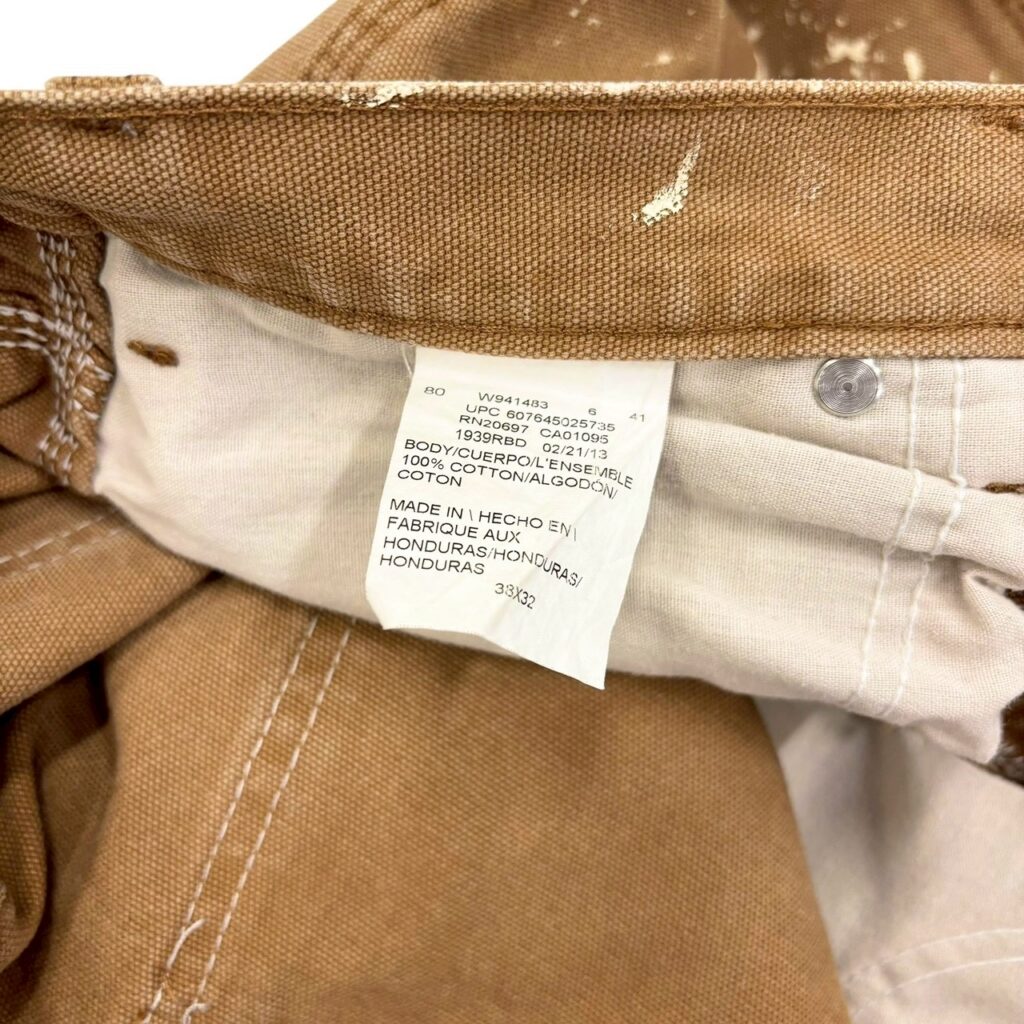 80 W941483 6 41
UPC 607645025735
RN20697 CA01095
1939RBD 02/21/13
BODY/CUERPO/L'ENSEMBLE
100% COTTON/ALGODÓN/
COTON
MADE IN \ HECHO EN\
FABRIQUE AUX
HONDURAS/HONDURAS/
HONDURAS
38X32